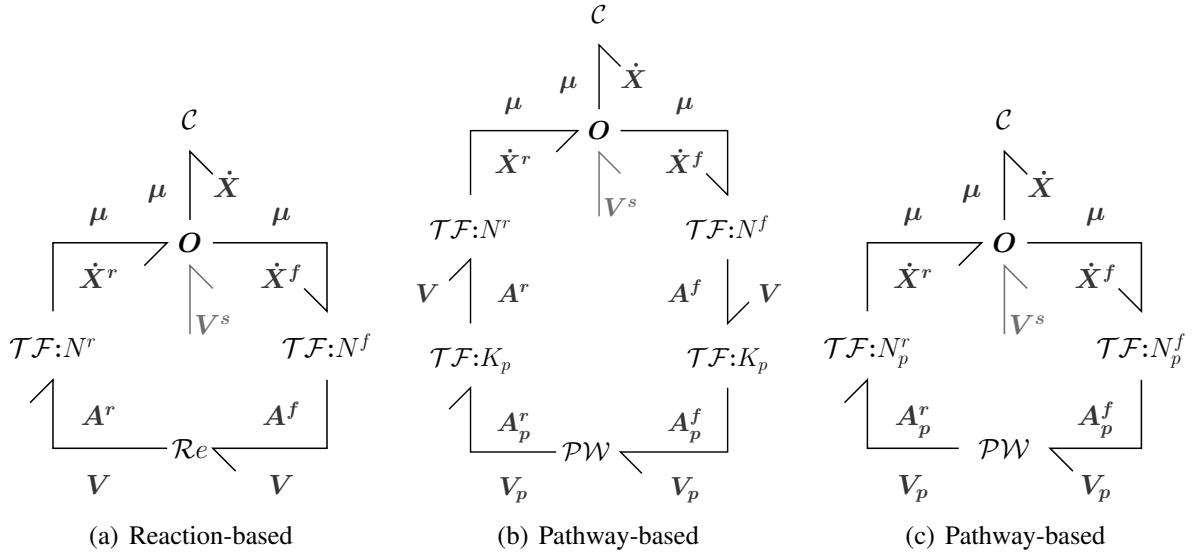 𝒞
μ Ẋ
μ O μ
Ẋʳ Ẋᶠ
Vˢ
𝒯ℱ:Nʳ 𝒯ℱ:Nᶠ
Aʳ Aᶠ
ℛe
V V
(a) Reaction-based
𝒞
μ Ẋ
μ O μ
Ẋʳ Ẋᶠ
Vˢ
𝒯ℱ:Nʳ 𝒯ℱ:Nᶠ
V Aʳ Aᶠ V
𝒯ℱ:Kₚ 𝒯ℱ:Kₚ
Aₚʳ Aₚᶠ
𝒫𝒲
Vₚ Vₚ
(b) Pathway-based
𝒞
μ Ẋ
μ O μ
Ẋʳ Ẋᶠ
Vˢ
𝒯ℱ:Nₚʳ 𝒯ℱ:Nₚᶠ
Aₚʳ Aₚᶠ
𝒫𝒲
Vₚ Vₚ
(c) Pathway-based